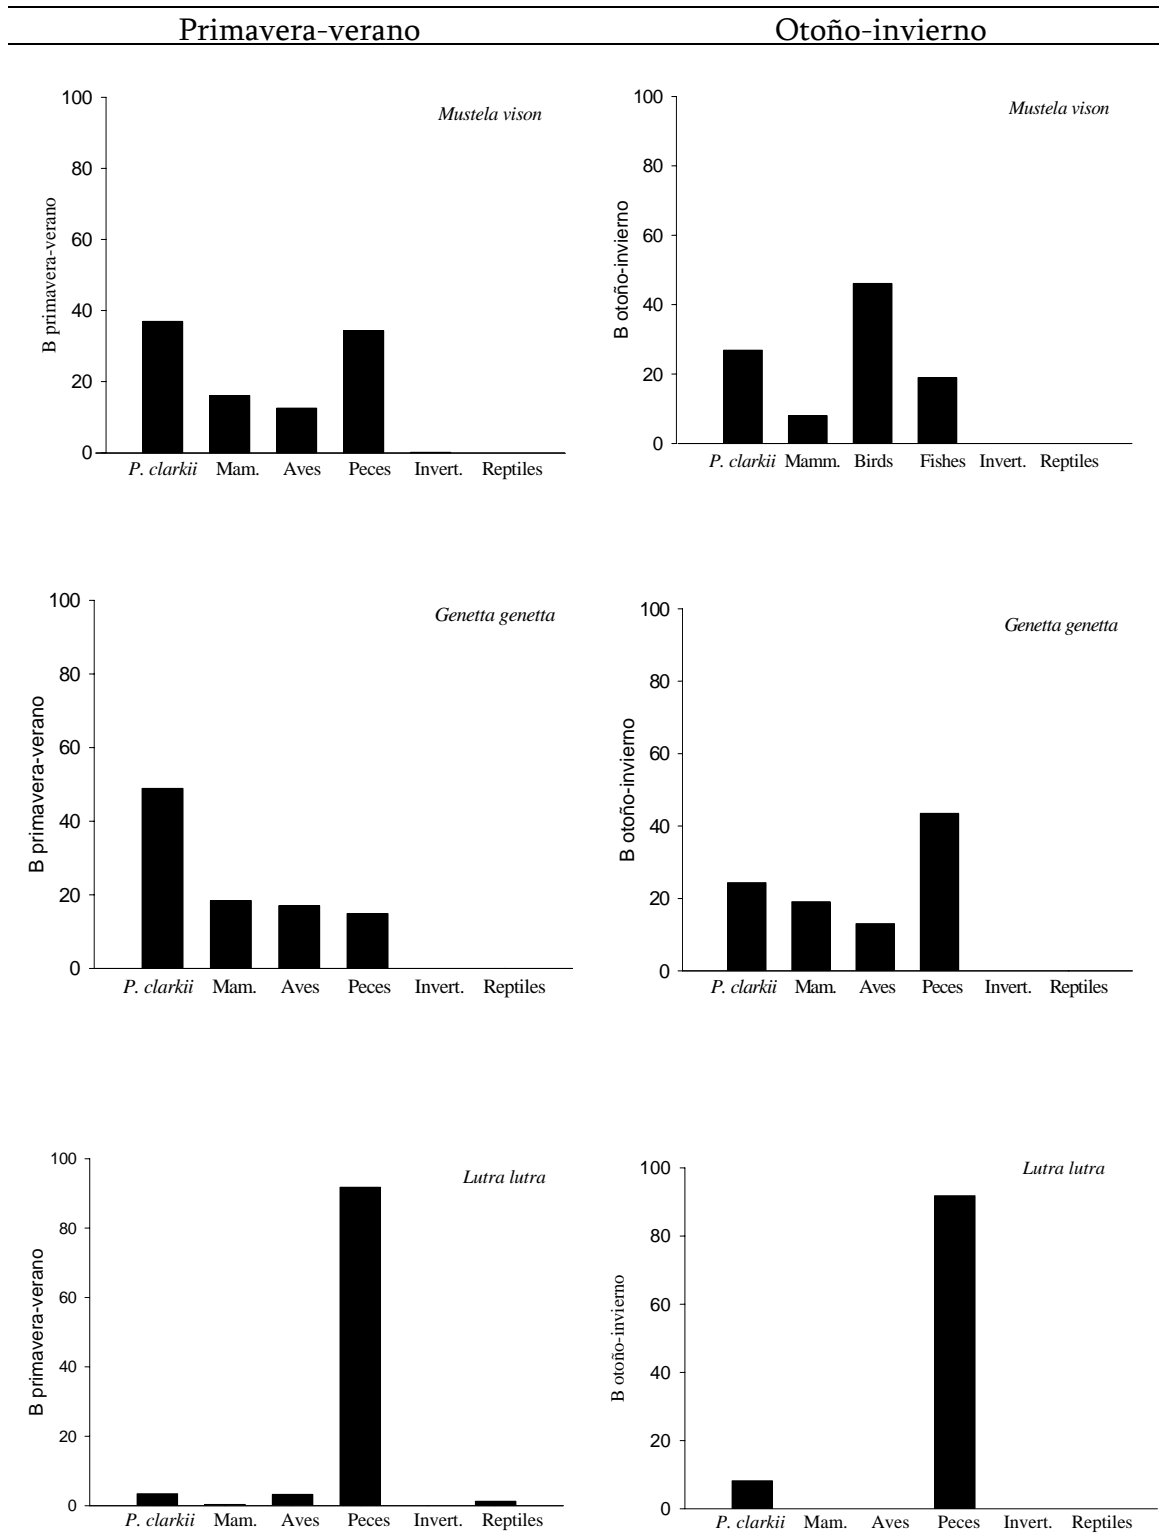 Primavera-verano
Otoño-invierno
Mustela vison
100
80
60
40
20
0
B primavera-verano
P. clarkii Mam. Aves Peces Invert. Reptiles
Mustela vison
100
80
60
40
20
0
B otoño-invierno
P. clarkii Mamm. Birds Fishes Invert. Reptiles
Genetta genetta
100
80
60
40
20
0
B primavera-verano
P. clarkii Mam. Aves Peces Invert. Reptiles
Genetta genetta
100
80
60
40
20
0
B otoño-invierno
P. clarkii Mam. Aves Peces Invert. Reptiles
Lutra lutra
100
80
60
40
20
0
B primavera-verano
P. clarkii Mam. Aves Peces Invert. Reptiles
Lutra lutra
100
80
60
40
20
0
B otoño-invierno
P. clarkii Mam. Aves Peces Invert. Reptiles